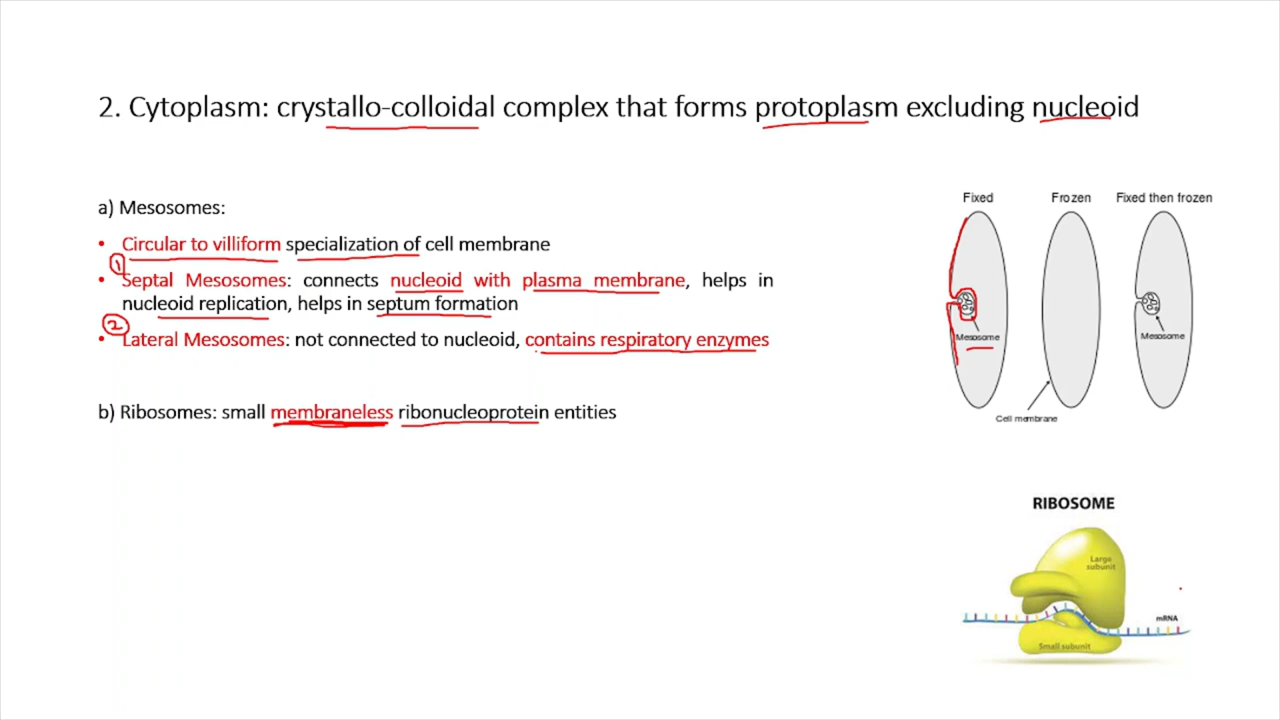 2. Cytoplasm: crystallo-colloidal complex that forms protoplasm excluding nucleoid
a) Mesosomes:
• Circular to villiform specialization of cell membrane
1
• Septal Mesosomes: connects nucleoid with plasma membrane, helps in
nucleoid replication, helps in septum formation
2
• Lateral Mesosomes: not connected to nucleoid, contains respiratory enzymes
b) Ribosomes: small membraneless ribonucleoprotein entities
Fixed Frozen Fixed then frozen
Mesosome Mesosome
Cell membrane
RIBOSOME
Large
subunit
mRNA
Small subunit